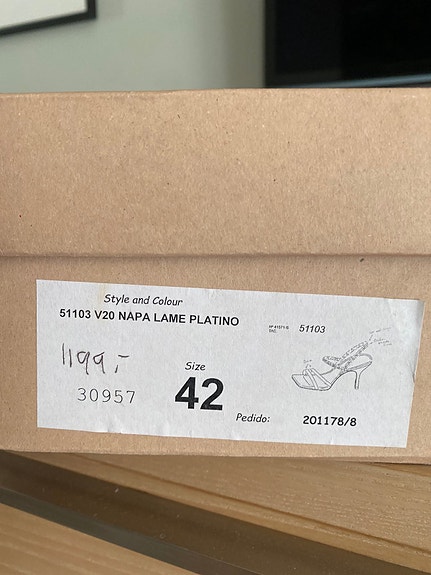 Style and Colour
51103 V20 NAPA LAME PLATINO
51103
1199,-
Size
30957
42
Pedido: 201178/8